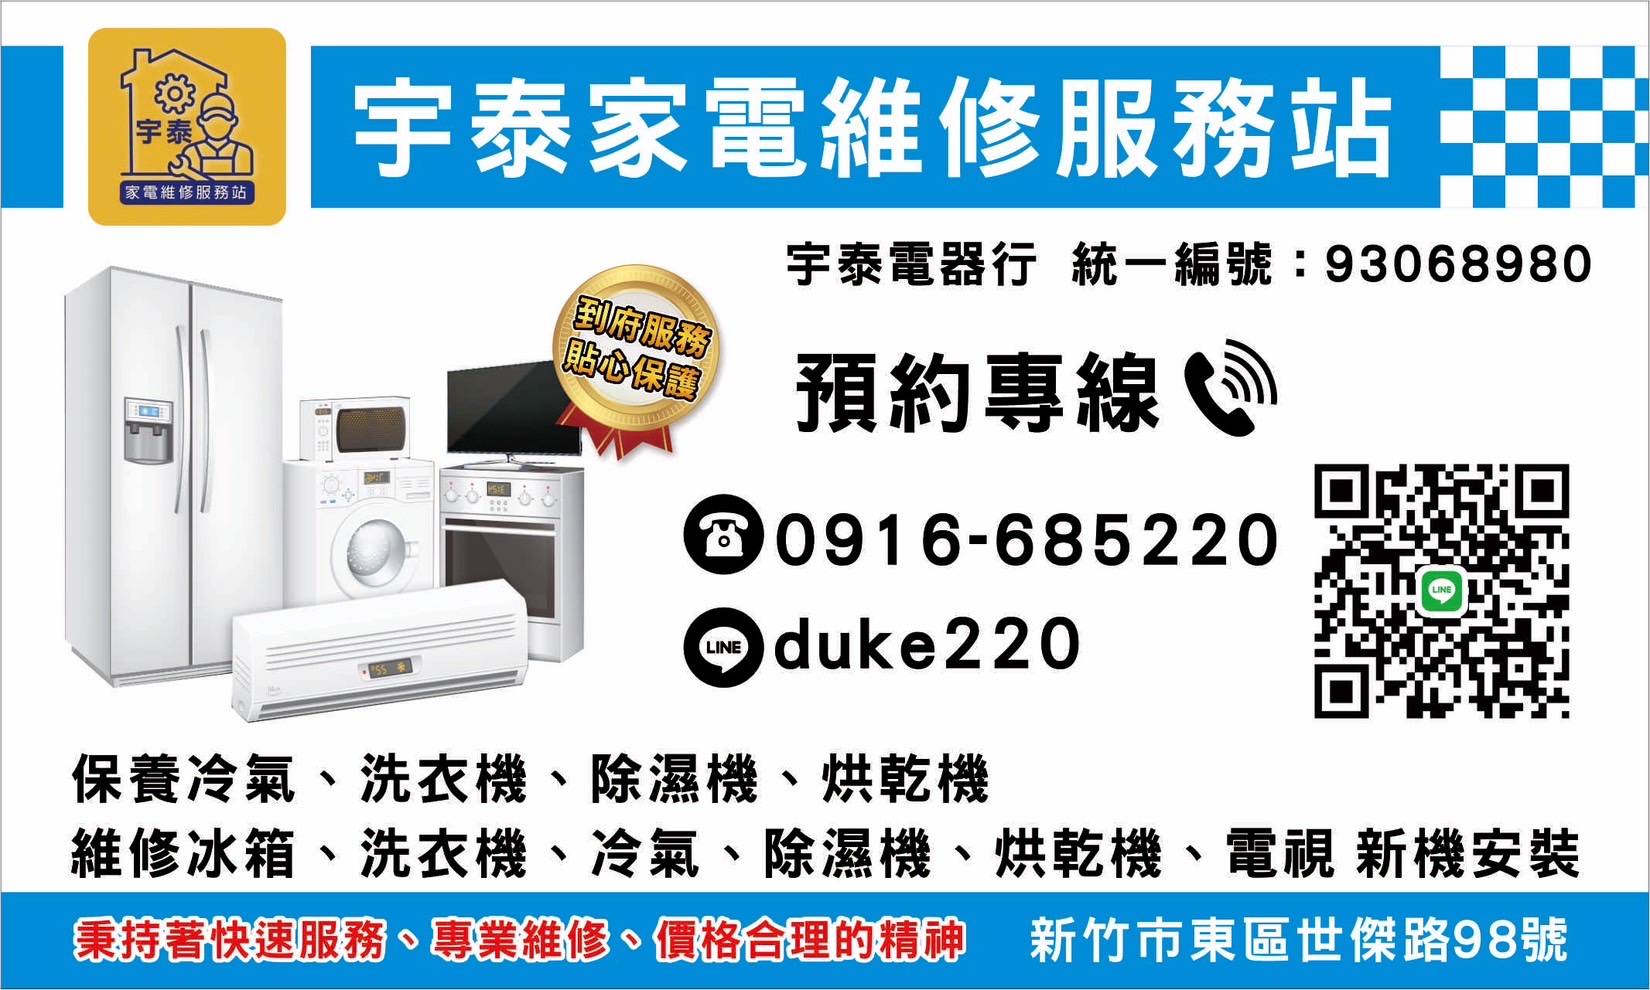 宇泰
家電維修服務站
宇泰家電維修服務站
宇泰電器行 統一編號：93068980
到府服務
貼心保護
預約專線
0916-685220
LINE
duke220
LINE
保養冷氣、洗衣機、除濕機、烘乾機
維修冰箱、洗衣機、冷氣、除濕機、烘乾機、電視 新機安裝
秉持著快速服務、專業維修、價格合理的精神
新竹市東區世傑路98號